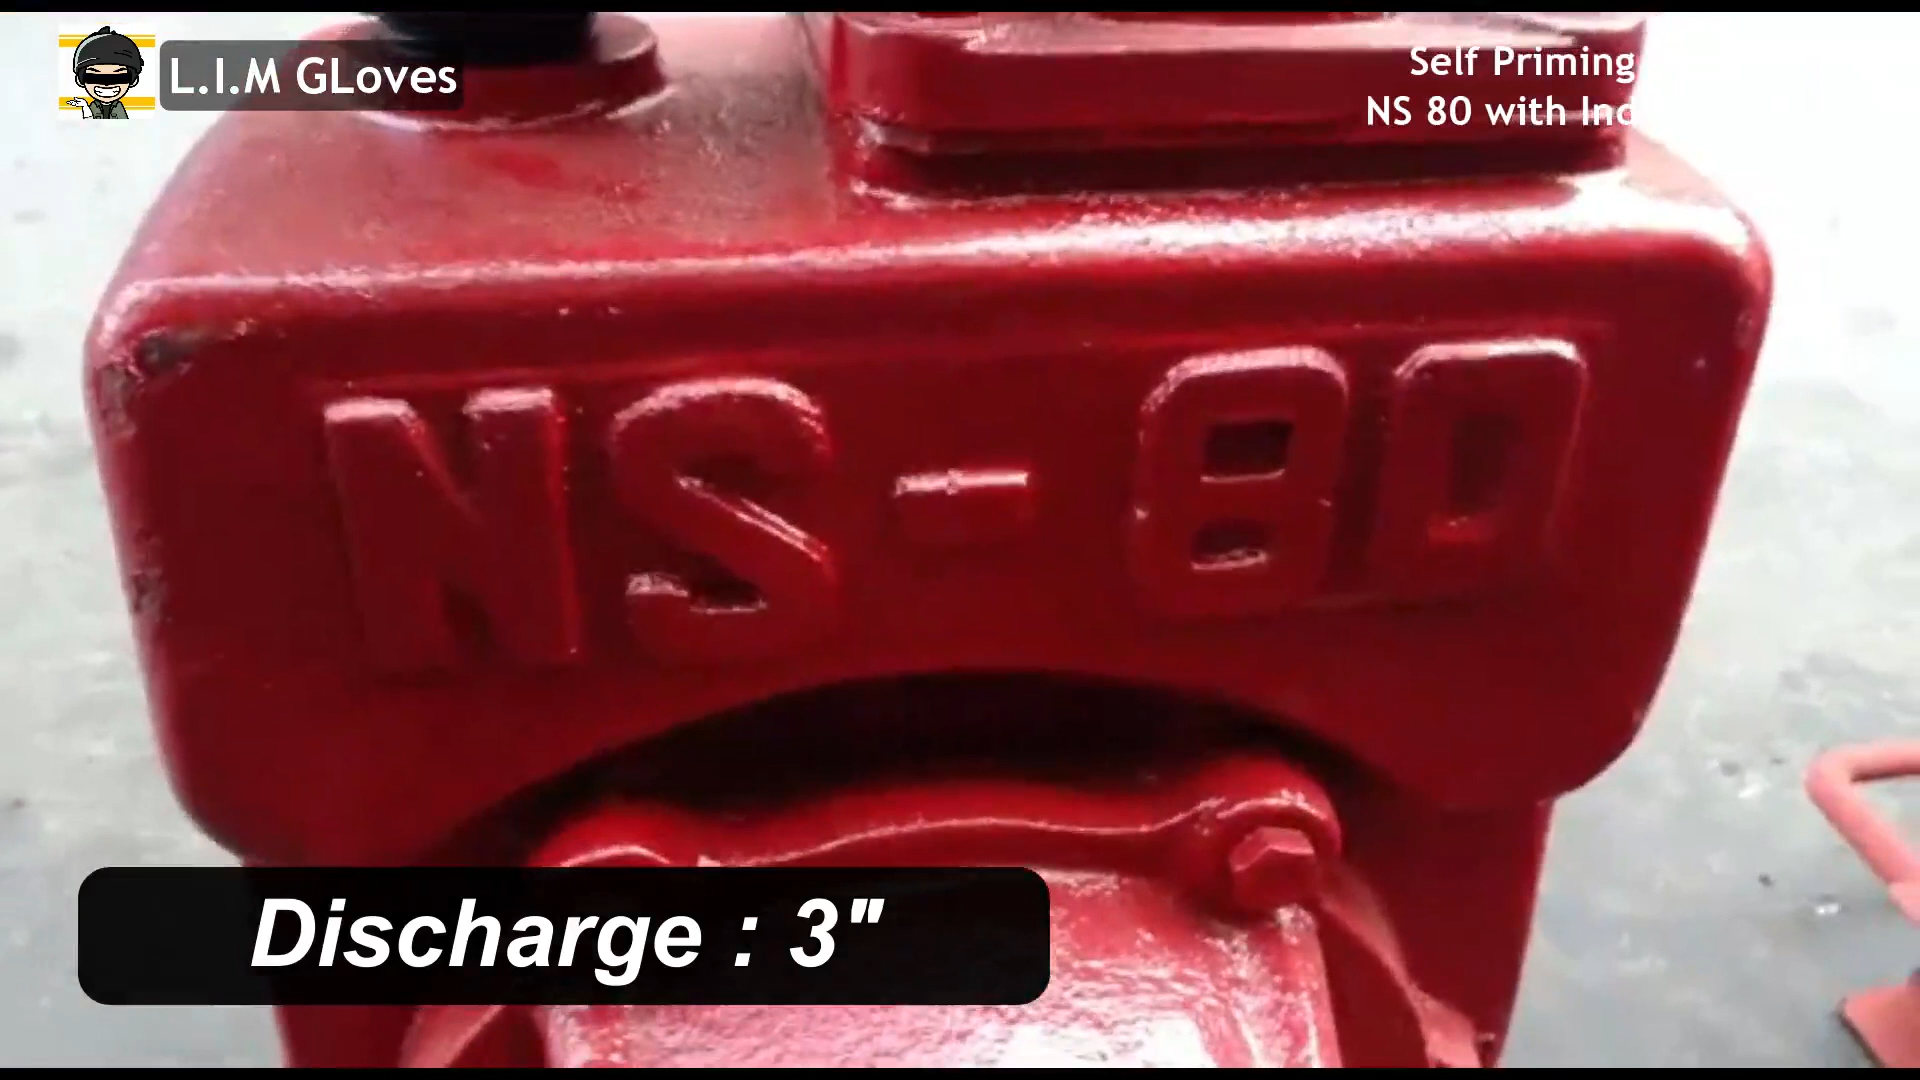 L.I.M GLoves
Self Priming
NS 80 with
NS-80
Discharge : 3"